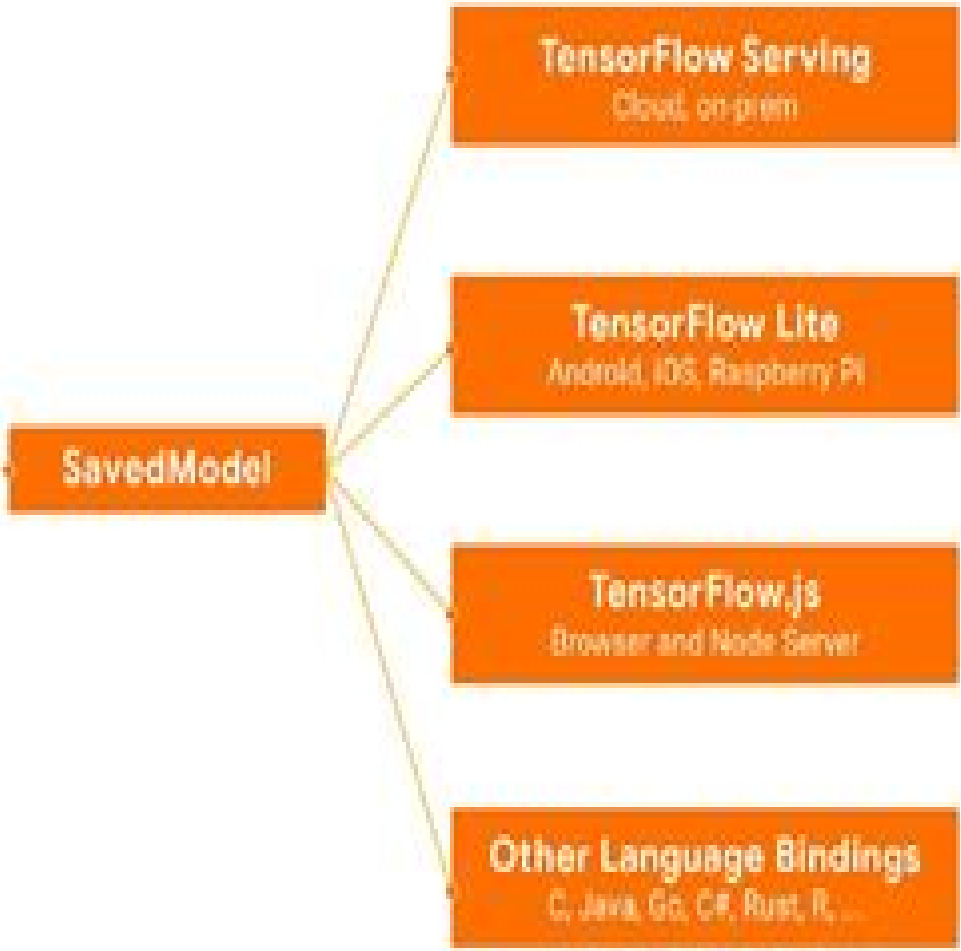 TensorFlow Serving
Cloud, on-prem
TensorFlow Lite
Android, iOS, Raspberry Pi
SavedModel
TensorFlow.js
Browser and Node Server
Other Language Bindings
C, Java, Go, C#, Rust, R, ...